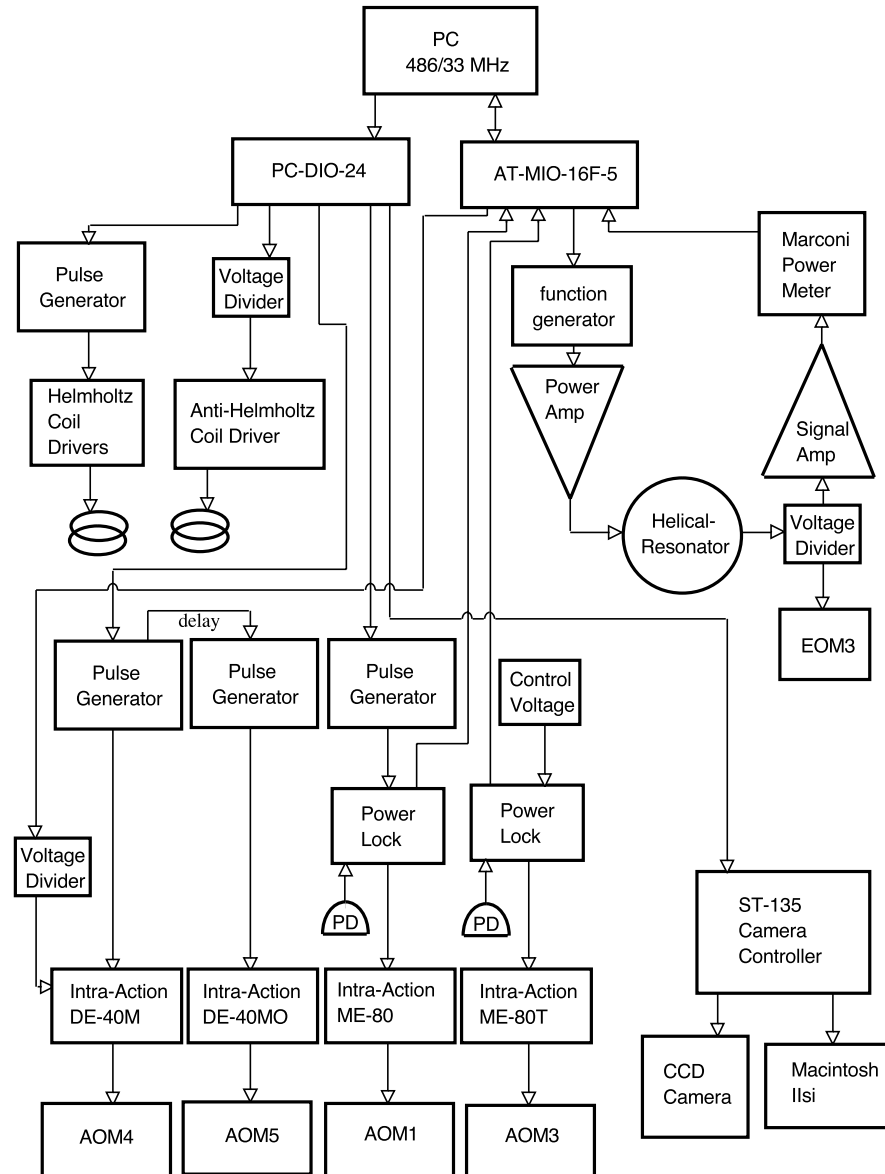 PC
486/33 MHz
PC-DIO-24
AT-MIO-16F-5
Pulse
Generator
Voltage
Divider
function
generator
Marconi
Power
Meter
Helmholtz
Coil
Drivers
Anti-Helmholtz
Coil Driver
Power
Amp
Signal
Amp
Helical-
Resonator
Voltage
Divider
EOM3
delay
Pulse
Generator
Pulse
Generator
Pulse
Generator
Control
Voltage
Power
Lock
Power
Lock
Voltage
Divider
PD
PD
ST-135
Camera
Controller
Intra-Action
DE-40M
Intra-Action
DE-40MO
Intra-Action
ME-80
Intra-Action
ME-80T
CCD
Camera
Macintosh
IIsi
AOM4
AOM5
AOM1
AOM3